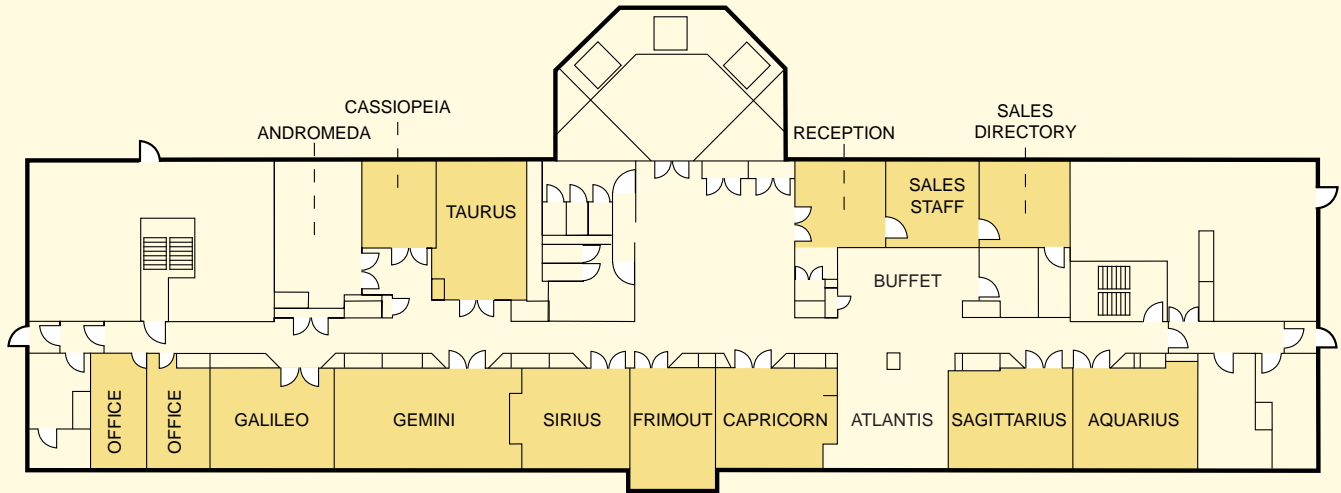 CASSIOPEIA
ANDROMEDA
TAURUS
RECEPTION
SALES
DIRECTORY
SALES
STAFF
BUFFET
OFFICE
OFFICE
GALILEO
GEMINI
SIRIUS
FRIMOUT
CAPRICORN
ATLANTIS
SAGITTARIUS
AQUARIUS